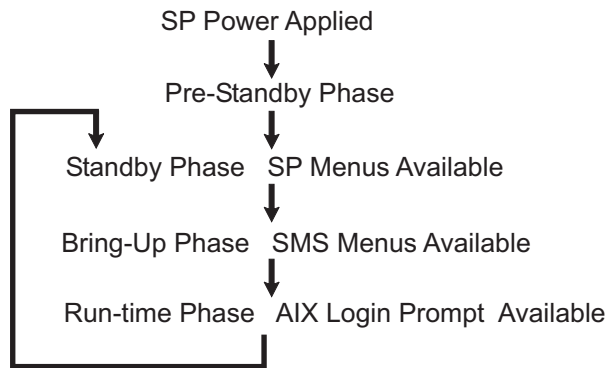 SP Power Applied
Pre-Standby Phase
Standby Phase SP Menus Available
Bring-Up Phase SMS Menus Available
Run-time Phase AIX Login Prompt Available